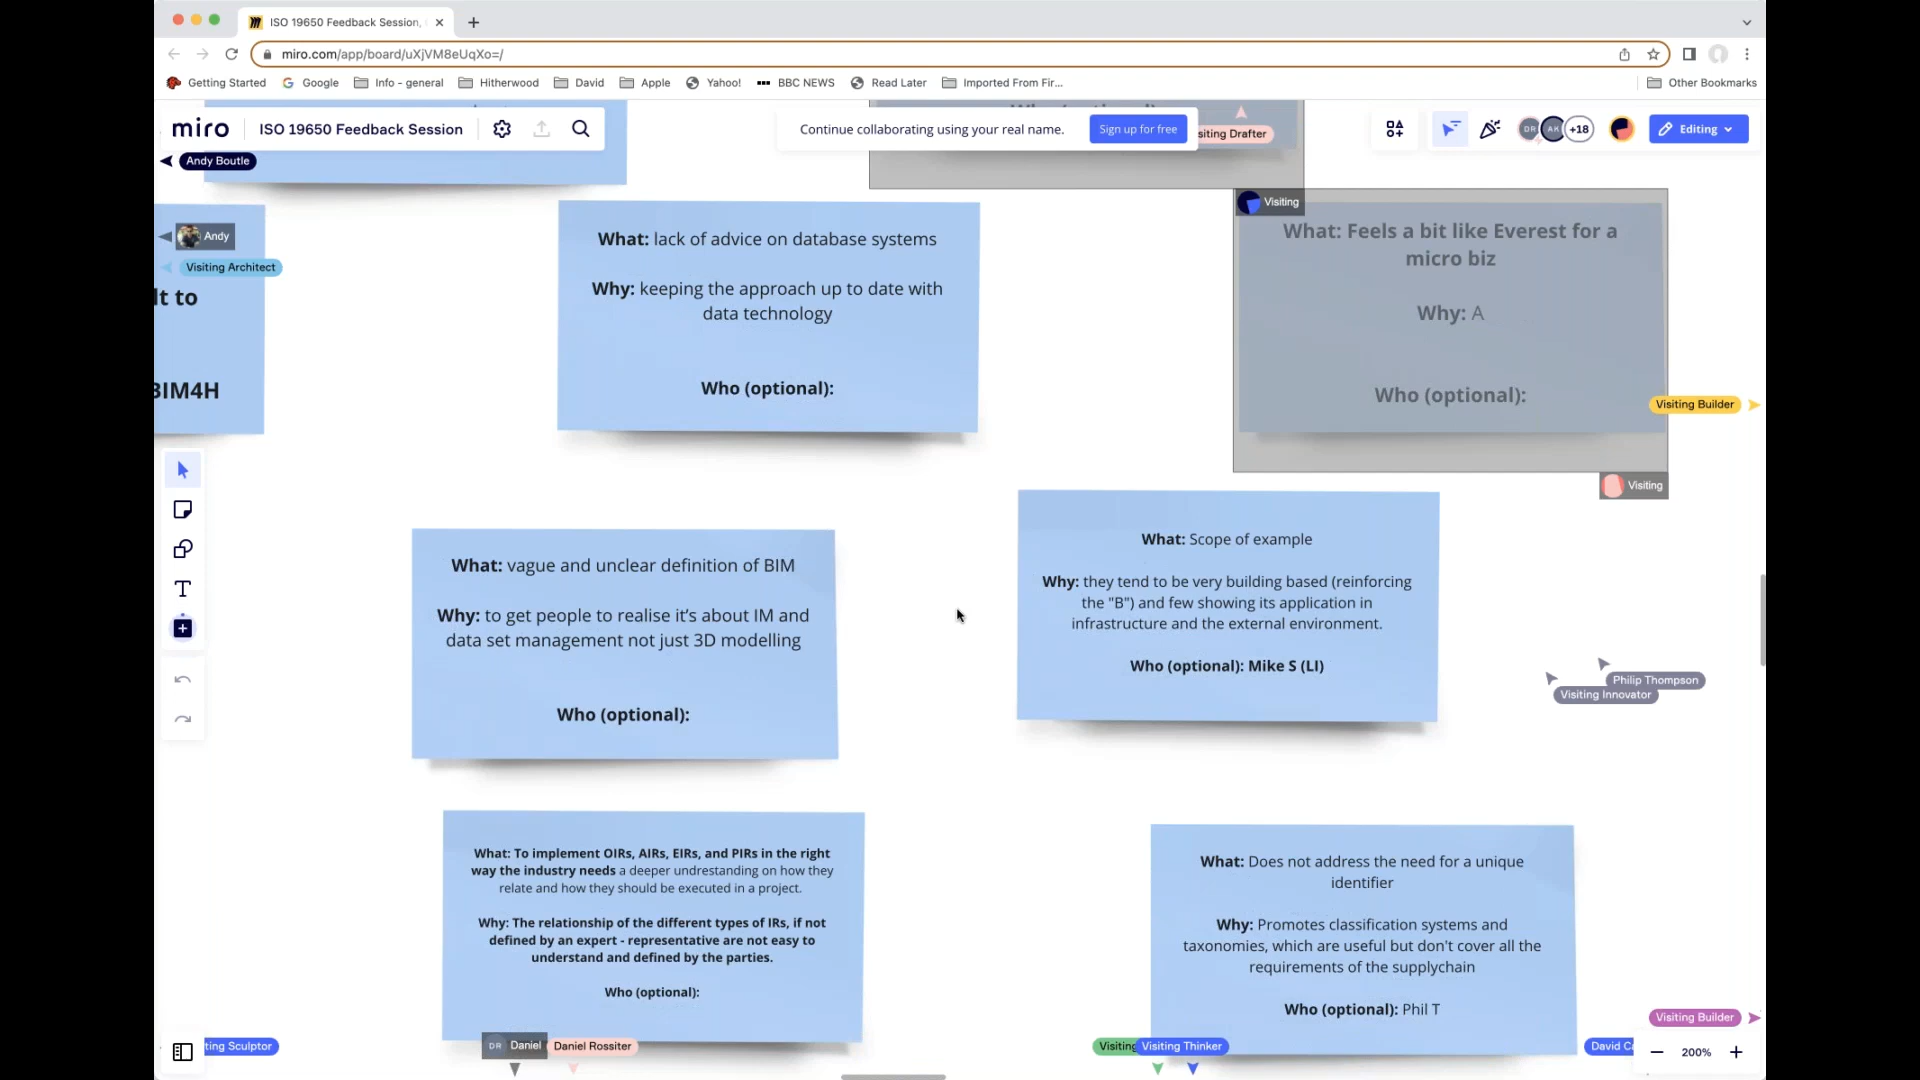 ISO 19650 Feedback Session,
miro.com/app/board/uXjVM8eUqXo=/
Getting Started
Google
Info - general
Hitherwood
David
Apple
Yahoo!
BBC NEWS
Read Later
Imported From Fir...
Other Bookmarks
miro
ISO 19650 Feedback Session
Continue collaborating using your real name.
Sign up for free
siting Drafter
DR
AK
+18
Editing
Andy Boutle
Andy
Visiting Architect
lt to
BIM4H
What: lack of advice on database systems
Why: keeping the approach up to date with
data technology
Who (optional):
Visiting
What: Feels a bit like Everest for a
micro biz
Why: A
Who (optional):
Visiting Builder
Visiting
What: vague and unclear definition of BIM
Why: to get people to realise it's about IM and
data set management not just 3D modelling
Who (optional):
What: Scope of example
Why: they tend to be very building based (reinforcing
the "B") and few showing its application in
infrastructure and the external environment.
Who (optional): Mike S (LI)
Philip Thompson
Visiting Innovator
What: To implement OIRs, AIRs, EIRs, and PIRs in the right
way the industry needs a deeper undrestanding on how they
relate and how they should be executed in a project.
Why: The relationship of the different types of IRs, if not
defined by an expert - representative are not easy to
understand and defined by the parties.
Who (optional):
What: Does not address the need for a unique
identifier
Why: Promotes classification systems and
taxonomies, which are useful but don't cover all the
requirements of the supplychain
Who (optional): Phil T
Visiting Builder
ting Sculptor
DR Daniel
Daniel Rossiter
Visiting
Visiting Thinker
David Ca
200%